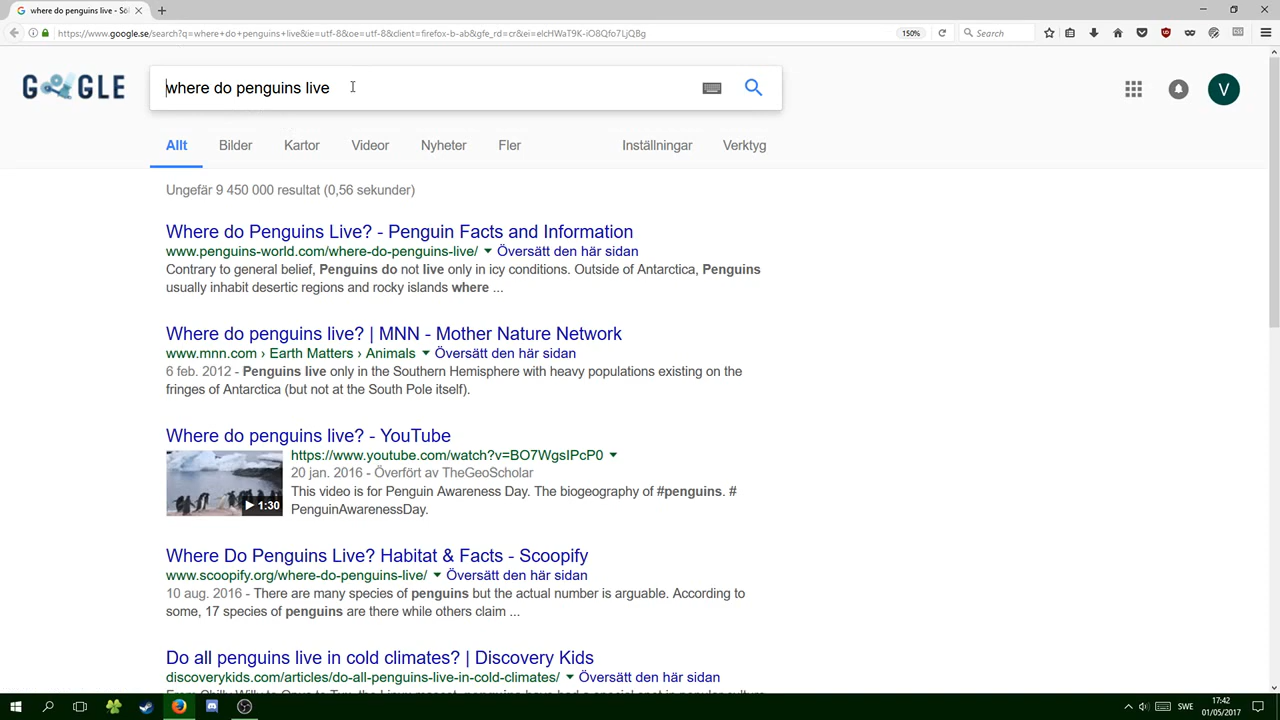 where do penguins live - Sö
https://www.google.se/search?q=where+do+penguins+live&ie=utf-8&oe=utf-8&client=firefox-b-ab&gfe_rd=cr&ei=elcHWaT9K-iO8Qfo7LjQBg
150%
Search
GOOGLE
where do penguins live
V
Allt Bilder Kartor Videor Nyheter Fler Inställningar Verktyg
Ungefär 9 450 000 resultat (0,56 sekunder)
Where do Penguins Live? - Penguin Facts and Information
www.penguins-world.com/where-do-penguins-live/ Översätt den här sidan
Contrary to general belief, Penguins do not live only in icy conditions. Outside of Antarctica, Penguins
usually inhabit desertic regions and rocky islands where ...
Where do penguins live? | MNN - Mother Nature Network
www.mnn.com › Earth Matters › Animals Översätt den här sidan
6 feb. 2012 - Penguins live only in the Southern Hemisphere with heavy populations existing on the
fringes of Antarctica (but not at the South Pole itself).
Where do penguins live? - YouTube
https://www.youtube.com/watch?v=BO7WgsIPcP0
20 jan. 2016 - Överfört av TheGeoScholar
This video is for Penguin Awareness Day. The biogeography of #penguins. #
PenguinAwarenessDay.
1:30
Where Do Penguins Live? Habitat & Facts - Scoopify
www.scoopify.org/where-do-penguins-live/ Översätt den här sidan
10 aug. 2016 - There are many species of penguins but the actual number is arguable. According to
some, 17 species of penguins are there while others claim ...
Do all penguins live in cold climates? | Discovery Kids
discoverykids.com/articles/do-all-penguins-live-in-cold-climates/ Översätt den här sidan
SWE
17:42
01/05/2017